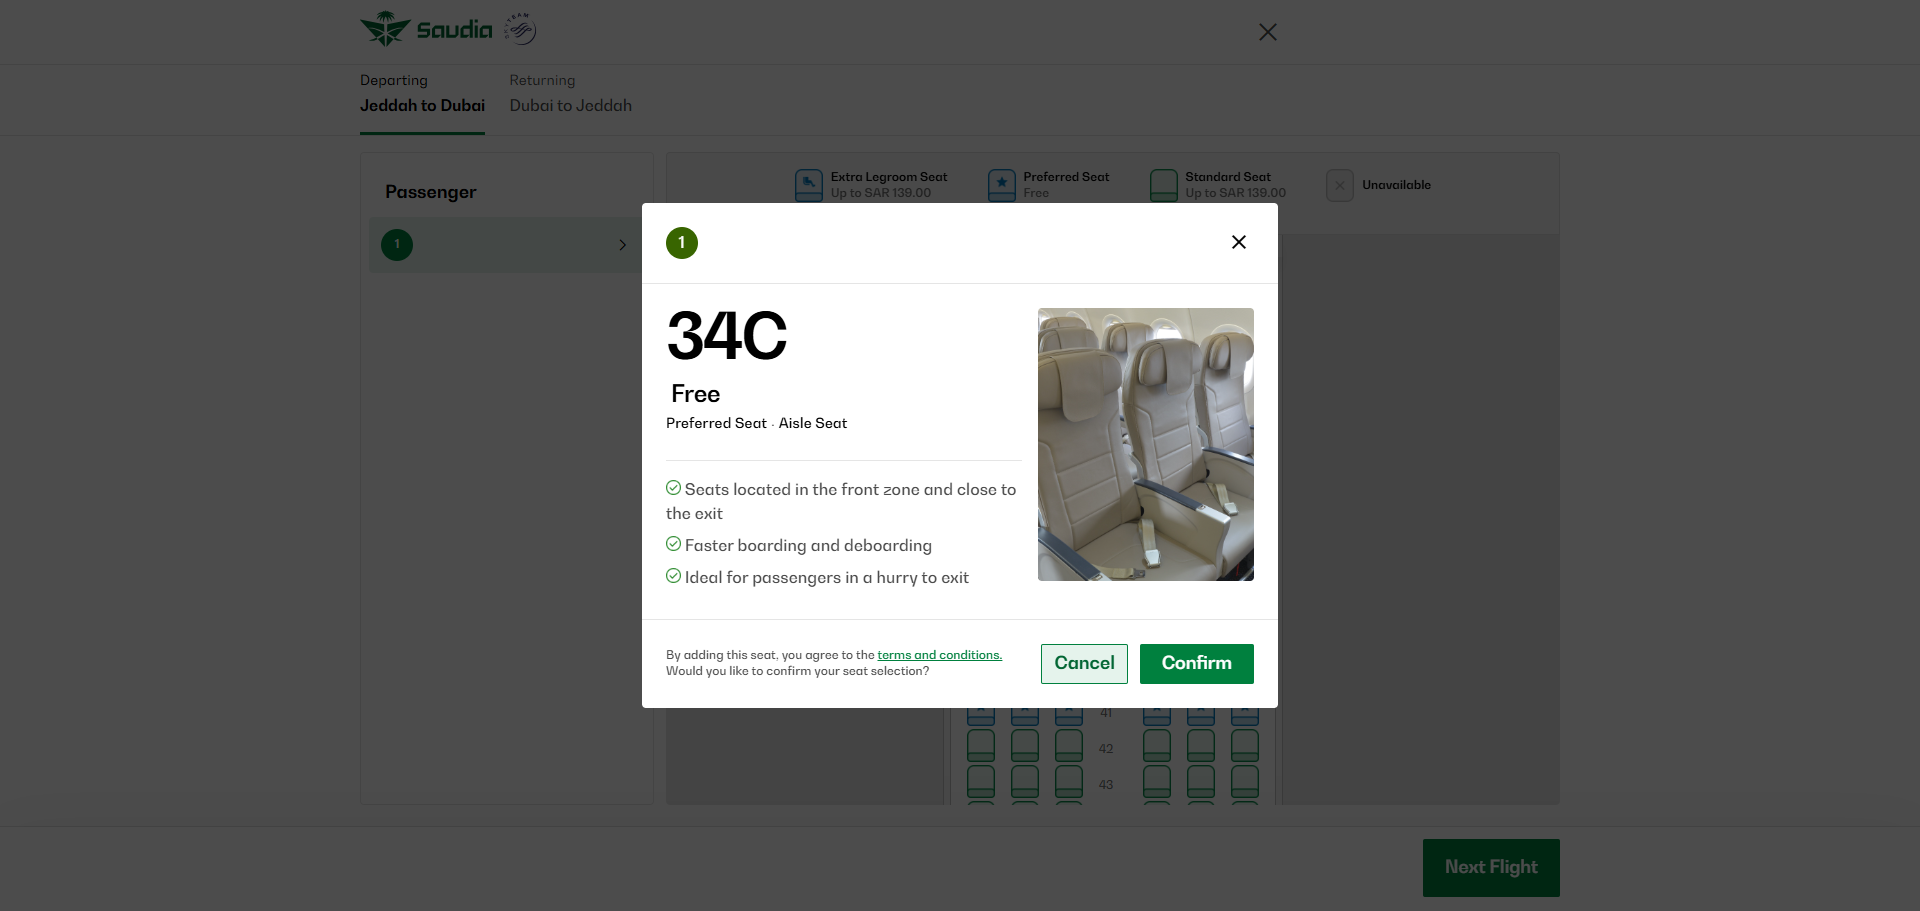 Saudia
SKYTEAM
Departing
Jeddah to Dubai
Returning
Dubai to Jeddah
Passenger
1
Extra Legroom Seat
Up to SAR 139.00
Preferred Seat
Free
Standard Seat
Up to SAR 139.00
Unavailable
1
34C
Free
Preferred Seat · Aisle Seat
Seats located in the front zone and close to
the exit
Faster boarding and deboarding
Ideal for passengers in a hurry to exit
By adding this seat, you agree to the terms and conditions.
Would you like to confirm your seat selection?
Cancel
Confirm
41
42
43
Next Flight